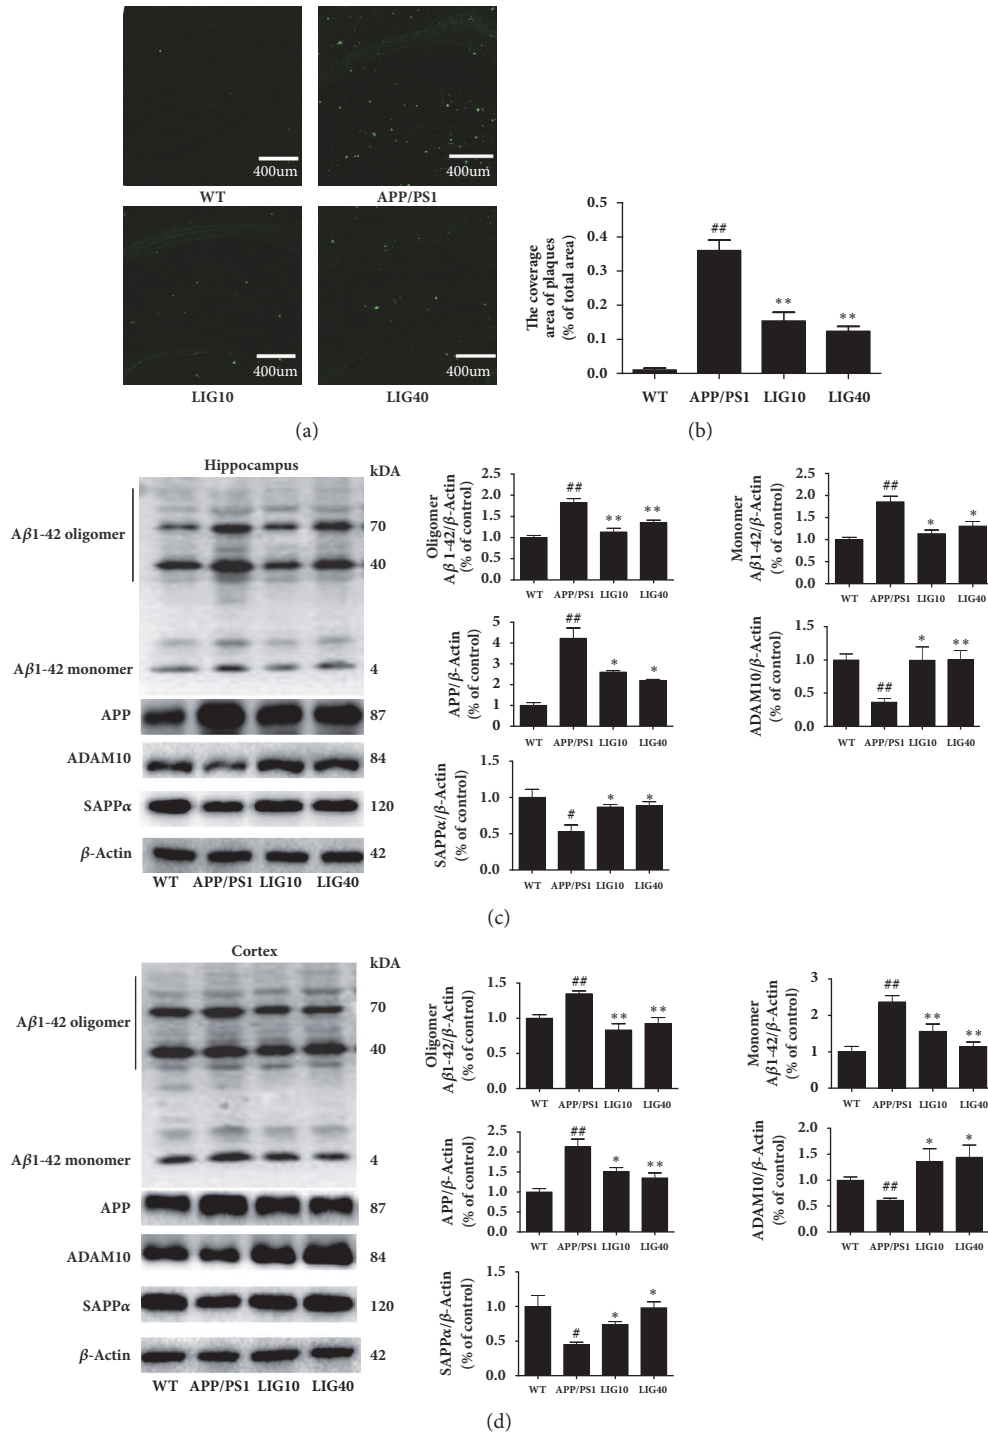 400um
400um
WT
APP/PS1
400um
400um
LIG10
LIG40
(a)
The coverage
area of plaques
(% of total area)
0.5
0.4
0.3
0.2
0.1
0.0
##
**
**
WT
APP/PS1
LIG10
LIG40
(b)
Hippocampus
kDA
Aβ1-42 oligomer
70
40
Aβ1-42 monomer
4
APP
87
ADAM10
84
SAPPα
120
β-Actin
42
WT
APP/PS1
LIG10
LIG40
Oligomer
Aβ 1-42/β-Actin
(% of control)
2.5
2.0
1.5
1.0
0.5
0.0
##
**
**
WT
APP/PS1
LIG10
LIG40
Monomer
Aβ1-42/β-Actin
(% of control)
2.5
2.0
1.5
1.0
0.5
0.0
##
*
*
WT
APP/PS1
LIG10
LIG40
APP/β-Actin
(% of control)
5
4
3
2
1
0
##
*
*
WT
APP/PS1
LIG10
LIG40
ADAM10/β-Actin
(% of control)
1.5
1.0
0.5
0.0
##
*
**
WT
APP/PS1
LIG10
LIG40
SAPPα/β-Actin
(% of control)
1.5
1.0
0.5
0.0
#
*
*
WT
APP/PS1
LIG10
LIG40
(c)
Cortex
kDA
Aβ1-42 oligomer
70
40
Aβ1-42 monomer
4
APP
87
ADAM10
84
SAPPα
120
β-Actin
42
WT
APP/PS1
LIG10
LIG40
Oligomer
Aβ1-42/β-Actin
(% of control)
1.5
1.0
0.5
0.0
##
**
**
WT
APP/PS1
LIG10
LIG40
Monomer
Aβ1-42/β-Actin
(% of control)
3
2
1
0
##
**
**
WT
APP/PS1
LIG10
LIG40
APP/β-Actin
(% of control)
2.5
2.0
1.5
1.0
0.5
0.0
##
*
**
WT
APP/PS1
LIG10
LIG40
ADAM10/β-Actin
(% of control)
2.0
1.5
1.0
0.5
0.0
##
*
*
WT
APP/PS1
LIG10
LIG40
SAPPα/β-Actin
(% of control)
1.5
1.0
0.5
0.0
#
*
*
WT
APP/PS1
LIG10
LIG40
(d)